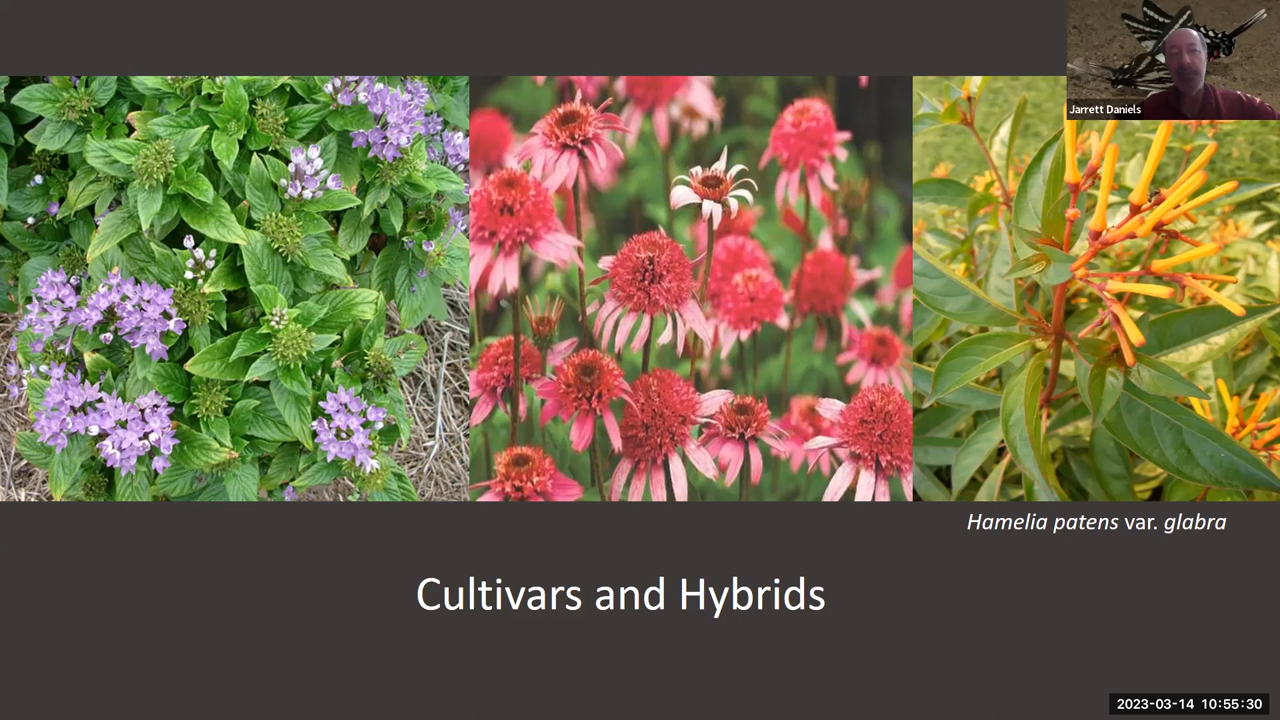 Jarrett Daniels
Hamelia patens var. glabra
Cultivars and Hybrids
2023-03-14 10:55:30